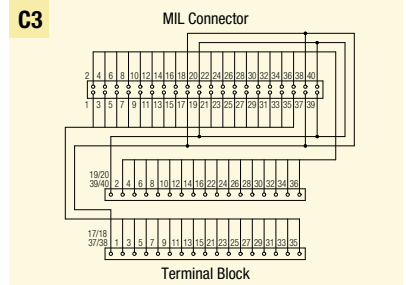 C3
MIL Connector
2 4 6 8 10 12 14 16 18 20 22 24 26 28 30 32 34 36 38 40
1 3 5 7 9 11 13 15 17 19 21 23 25 27 29 31 33 35 37 39
19/20
39/40 2 4 6 8 10 12 14 16 22 24 26 28 30 32 34 36
17/18
37/38 1 3 5 7 9 11 13 15 21 23 25 27 29 31 33 35
Terminal Block